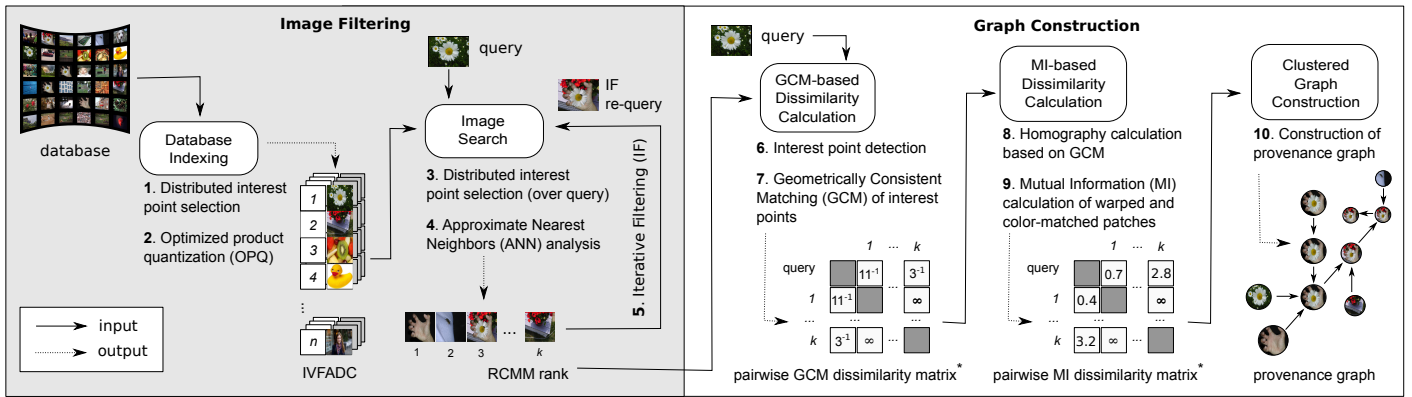 Image Filtering
database
Database
Indexing
1. Distributed interest
point selection
2. Optimized product
quantization (OPQ)
input
output
1
2
3
4
...
n
IVFADC
query
Image
Search
IF
re-query
3. Distributed interest
point selection (over query)
4. Approximate Nearest
Neighbors (ANN) analysis
5. Iterative Filtering (IF)
...
1 2 3 k
RCMM rank
Graph Construction
query
GCM-based
Dissimilarity
Calculation
6. Interest point detection
7. Geometrically Consistent
Matching (GCM) of interest
points
1 ... k
query 11⁻¹ 3⁻¹
1 11⁻¹ ∞
... ...
k 3⁻¹ ∞ ...
pairwise GCM dissimilarity matrix*
MI-based
Dissimilarity
Calculation
8. Homography calculation
based on GCM
9. Mutual Information (MI)
calculation of warped and
color-matched patches
1 ... k
query 0.7 2.8
1 0.4 ∞
... ...
k 3.2 ∞ ...
pairwise MI dissimilarity matrix*
Clustered
Graph
Construction
10. Construction of
provenance graph
provenance graph